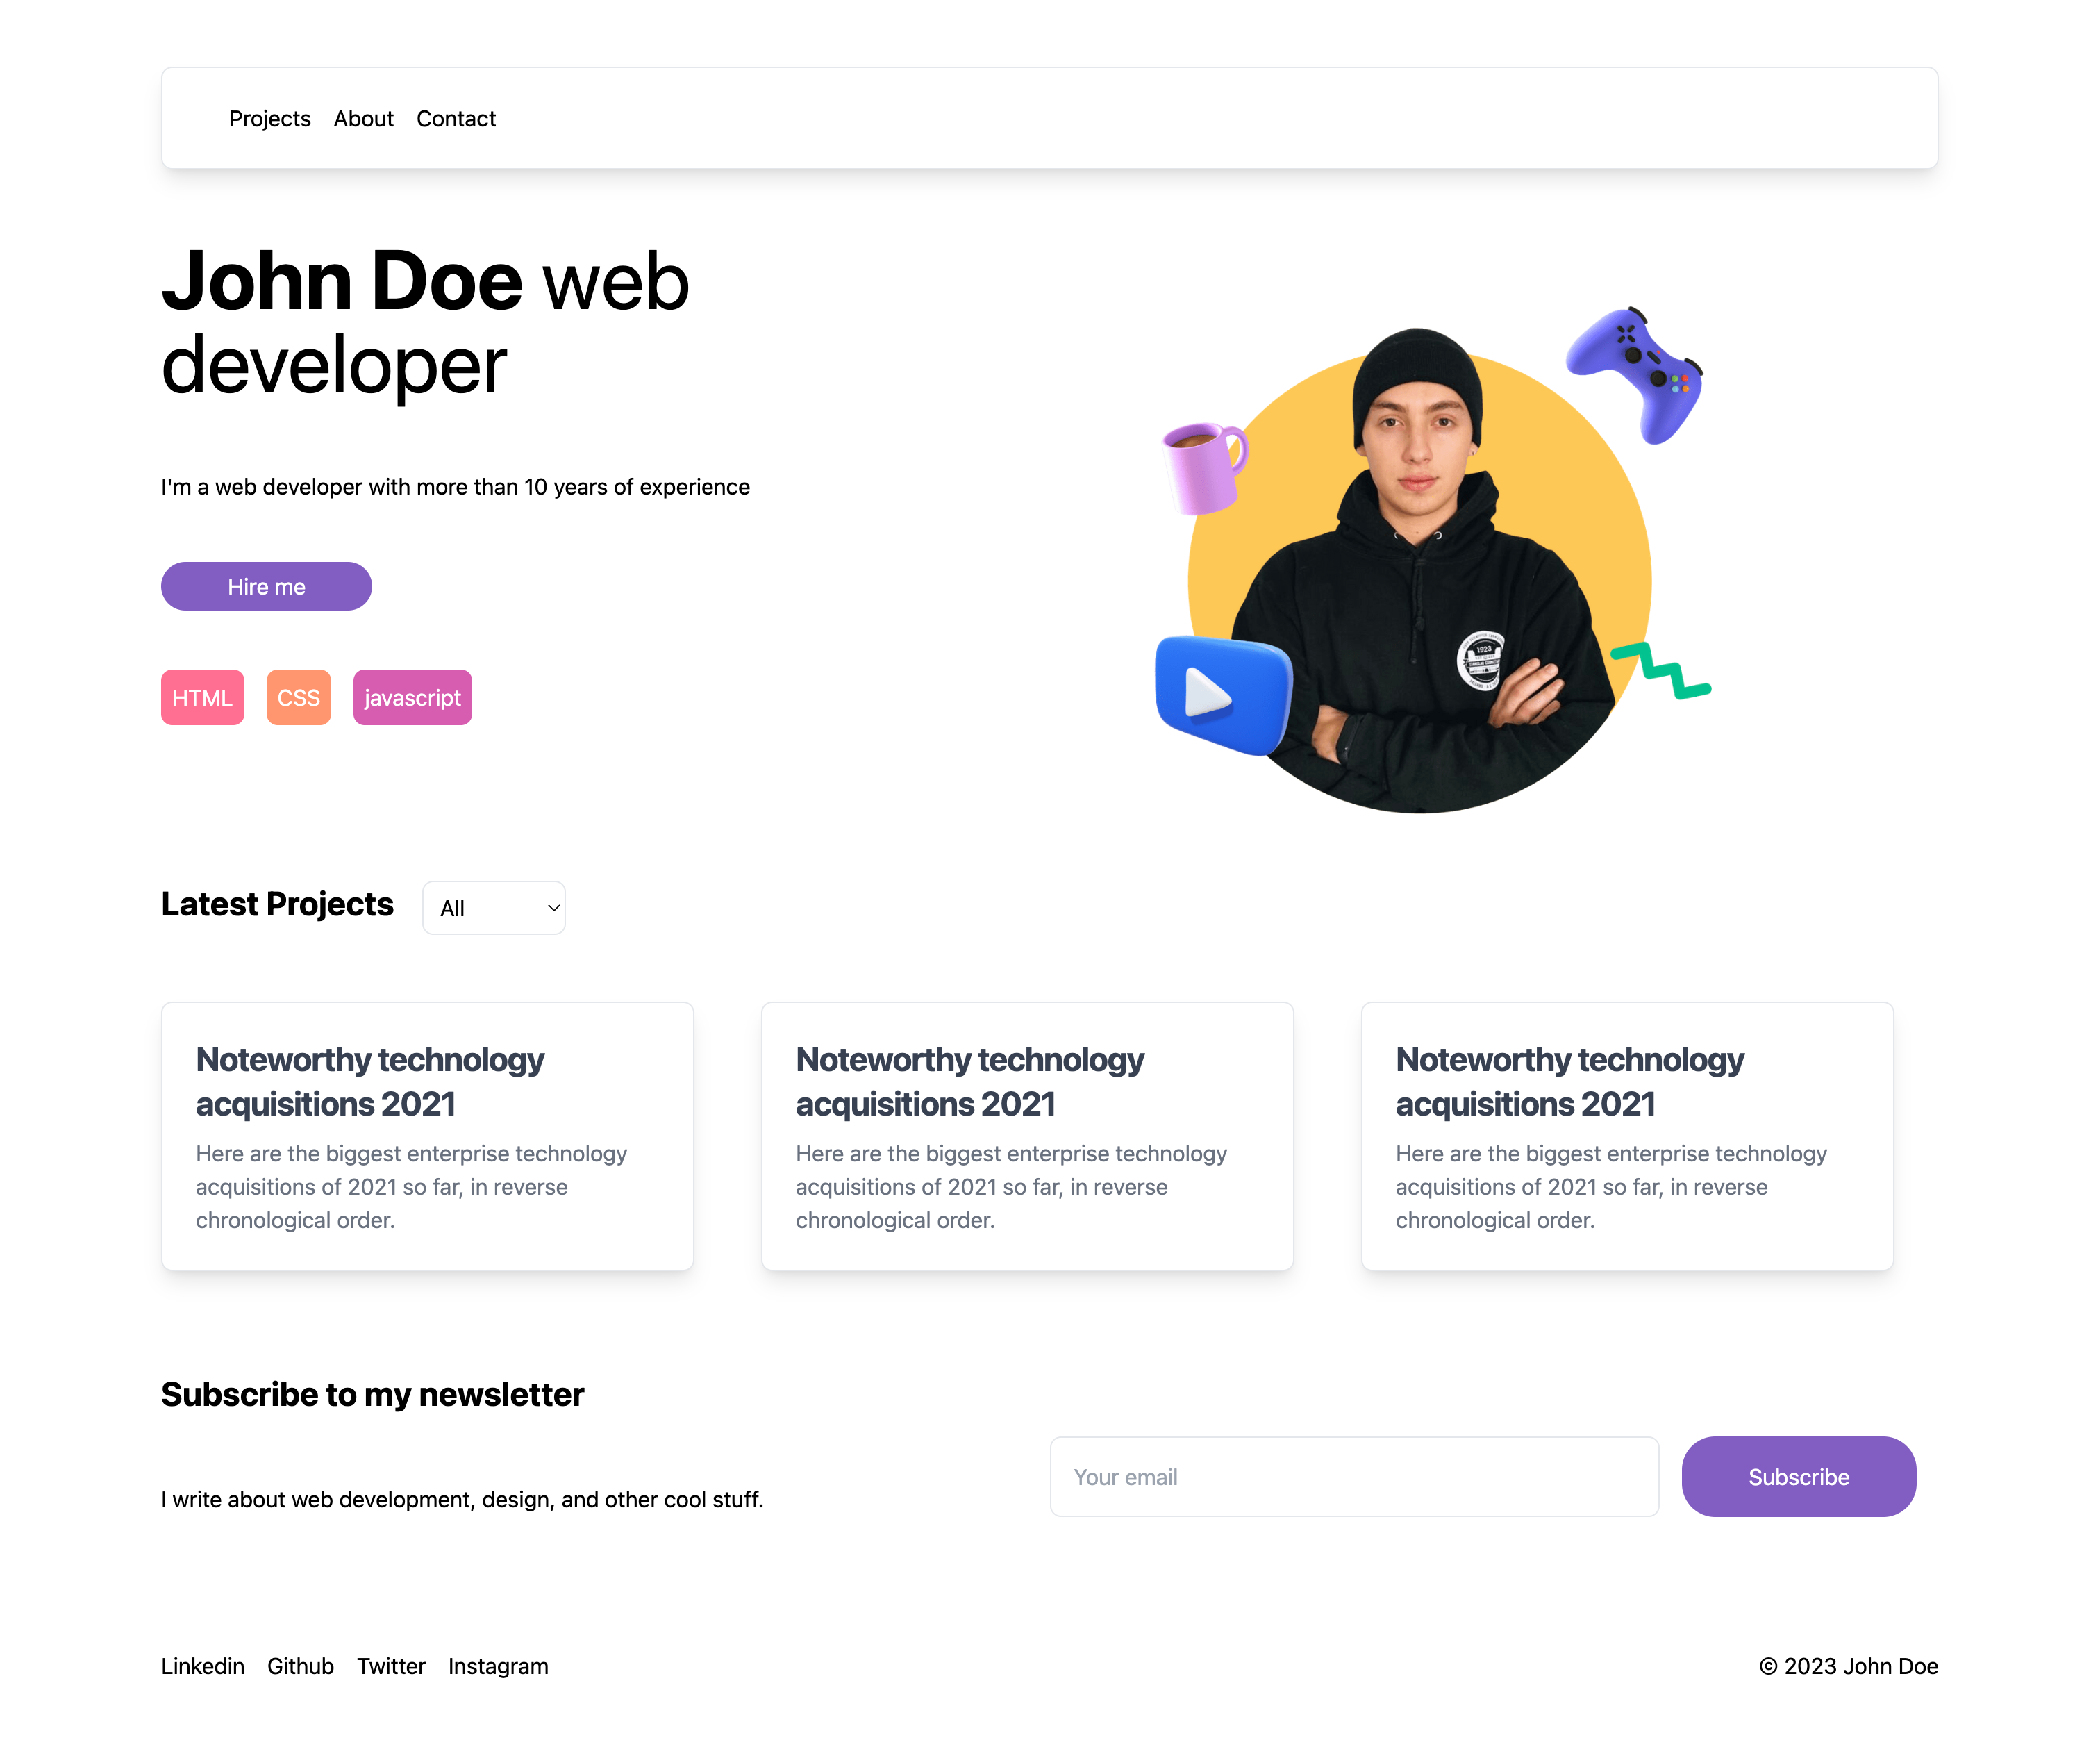 Projects About Contact
John Doe web
developer
I'm a web developer with more than 10 years of experience
Hire me
HTML CSS javascript
1923
Latest Projects All
Noteworthy technology
acquisitions 2021
Here are the biggest enterprise technology
acquisitions of 2021 so far, in reverse
chronological order.
Noteworthy technology
acquisitions 2021
Here are the biggest enterprise technology
acquisitions of 2021 so far, in reverse
chronological order.
Noteworthy technology
acquisitions 2021
Here are the biggest enterprise technology
acquisitions of 2021 so far, in reverse
chronological order.
Subscribe to my newsletter
I write about web development, design, and other cool stuff.
Your email
Subscribe
Linkedin Github Twitter Instagram
© 2023 John Doe